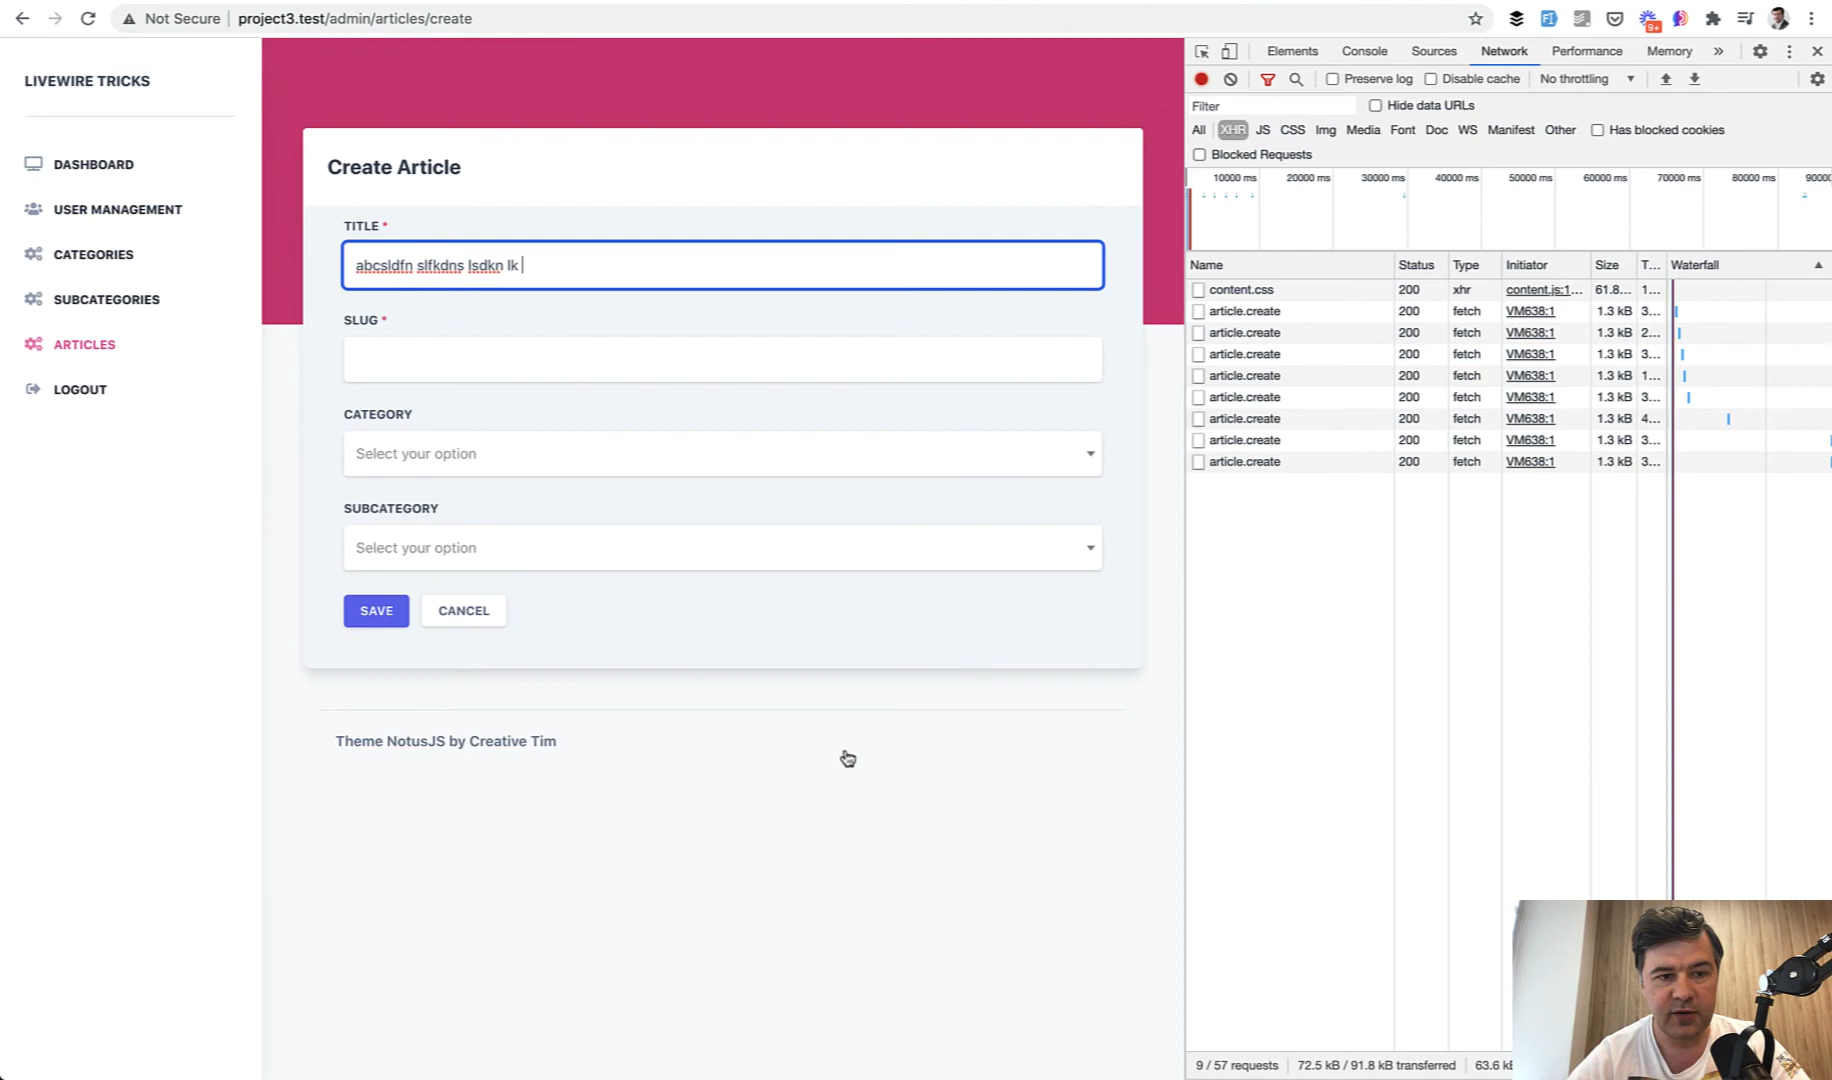 Not Secure project3.test/admin/articles/create
9+
LIVEWIRE TRICKS
DASHBOARD
USER MANAGEMENT
CATEGORIES
SUBCATEGORIES
ARTICLES
LOGOUT
Create Article
TITLE *
abcsldfn slfkdns lsdkn lk
SLUG *
CATEGORY
Select your option
SUBCATEGORY
Select your option
SAVE CANCEL
Theme NotusJS by Creative Tim
Elements Console Sources Network Performance Memory »
Preserve log Disable cache No throttling
Filter Hide data URLs
All XHR JS CSS Img Media Font Doc WS Manifest Other Has blocked cookies
Blocked Requests
10000 ms 20000 ms 30000 ms 40000 ms 50000 ms 60000 ms 70000 ms 80000 ms 90000
Name Status Type Initiator Size T... Waterfall
content.css 200 xhr content.js:1... 61.8... 1...
article.create 200 fetch VM638:1 1.3 kB 3...
article.create 200 fetch VM638:1 1.3 kB 2...
article.create 200 fetch VM638:1 1.3 kB 3...
article.create 200 fetch VM638:1 1.3 kB 1...
article.create 200 fetch VM638:1 1.3 kB 3...
article.create 200 fetch VM638:1 1.3 kB 4...
article.create 200 fetch VM638:1 1.3 kB 3...
article.create 200 fetch VM638:1 1.3 kB 3...
9 / 57 requests 72.5 kB / 91.8 kB transferred 63.6 k